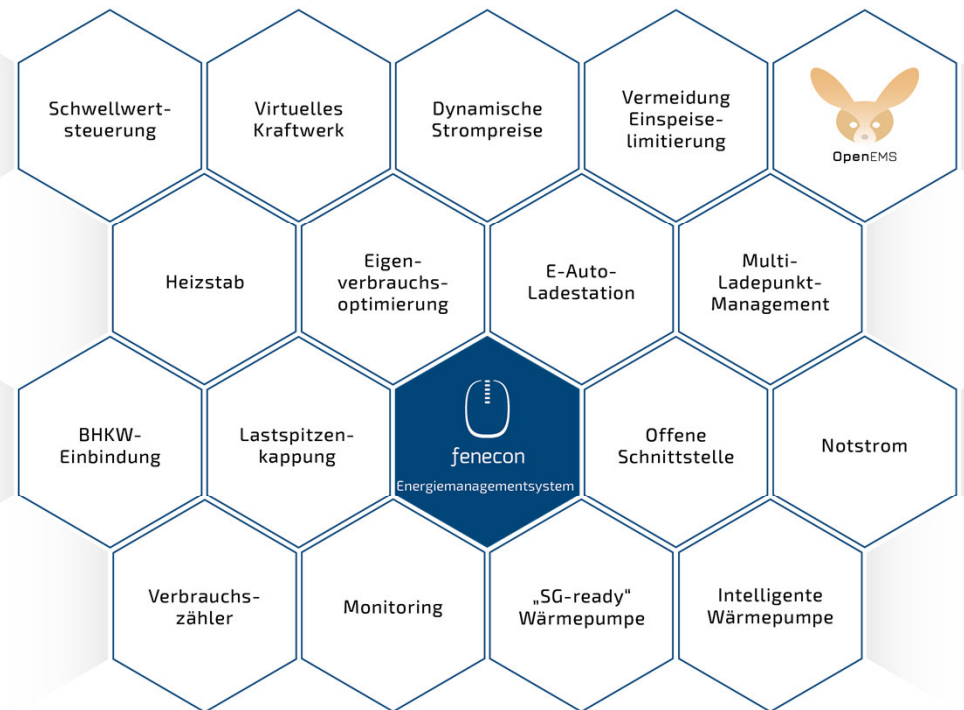 Schwellwert-
steuerung
Virtuelles
Kraftwerk
Dynamische
Strompreise
Vermeidung
Einspeise-
limitierung
OpenEMS
Heizstab
Eigen-
verbrauchs-
optimierung
E-Auto-
Ladestation
Multi-
Ladepunkt-
Management
BHKW-
Einbindung
Lastspitzen-
kappung
fenecon
Energiemanagementsystem
Offene
Schnittstelle
Notstrom
Verbrauchs-
zähler
Monitoring
„SG-ready“
Wärmepumpe
Intelligente
Wärmepumpe